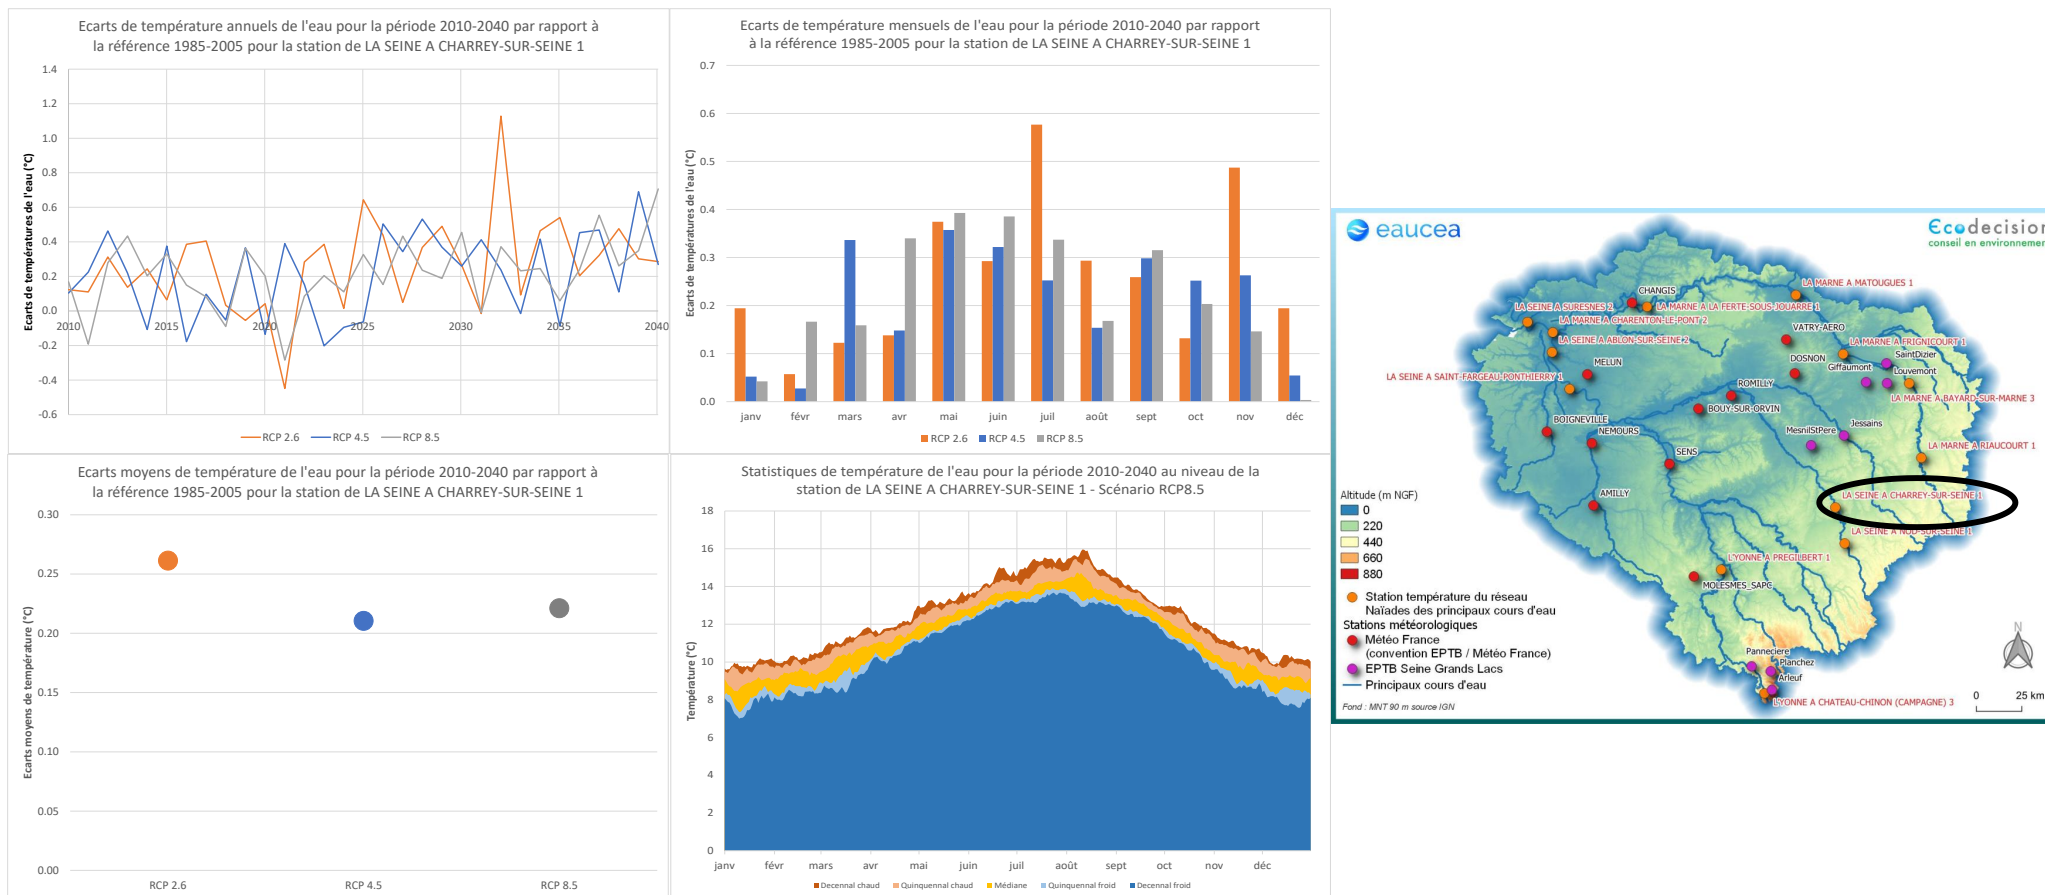 Ecarts de température annuels de l'eau pour la période 2010-2040 par rapport à
la référence 1985-2005 pour la station de LA SEINE A CHARREY-SUR-SEINE 1
Ecarts de températures de l'eau (°C)
1.4
1.2
1.0
0.8
0.6
0.4
0.2
0.0
-0.2
-0.4
-0.6
2010
2015
2020
2025
2030
2035
2040
RCP 2.6
RCP 4.5
RCP 8.5
Ecarts de température mensuels de l'eau pour la période 2010-2040 par rapport
à la référence 1985-2005 pour la station de LA SEINE A CHARREY-SUR-SEINE 1
Ecarts de températures de l'eau (°C)
0.7
0.6
0.5
0.4
0.3
0.2
0.1
0.0
janv
févr
mars
avr
mai
juin
juil
août
sept
oct
nov
déc
RCP 2.6
RCP 4.5
RCP 8.5
Ecarts moyens de température de l'eau pour la période 2010-2040 par rapport à
la référence 1985-2005 pour la station de LA SEINE A CHARREY-SUR-SEINE 1
Ecarts moyens de température (°C)
0.30
0.25
0.20
0.15
0.10
0.05
0.00
RCP 2.6
RCP 4.5
RCP 8.5
Statistiques de température de l'eau pour la période 2010-2040 au niveau de la
station de LA SEINE A CHARREY-SUR-SEINE 1 - Scénario RCP8.5
Température (°C)
18
16
14
12
10
8
6
4
2
0
janv
févr
mars
avr
mai
juin
juil
août
sept
oct
nov
déc
Decennal chaud
Quinquennal chaud
Médiane
Quinquennal froid
Decennal froid
eaucea
Ecodecision
conseil en environnement
LA MARNE A MATOUGUES 1
CHANGIS
LA MARNE A LA FERTE-SOUS-JOUARRE 1
LA SEINE A SURESNES 2
LA MARNE A CHARENTON-LE-PONT 2
VATRY-AERO
LA SEINE A ABLON-SUR-SEINE 2
LA MARNE A FRIGNICOURT 1
DOSNON
SaintDizier
MELUN
Giffaumont
Louvemont
LA SEINE A SAINT-FARGEAU-PONTHIERRY 1
ROMILLY
LA MARNE A BAYARD-SUR-MARNE 3
BOUY-SUR-ORVIN
BOIGNEVILLE
Jessains
NEMOURS
MesnilStPere
LA MARNE A RIAUCOURT 1
SENS
AMILLY
LA SEINE A CHARREY-SUR-SEINE 1
LA SEINE A NOD-SUR-SEINE 1
L'YONNE A PREGILBERT 1
MOLESMES_SAPC
Panneciere
Planchez
Arleuf
L'YONNE A CHATEAU-CHINON (CAMPAGNE) 3
Altitude (m NGF)
0
220
440
660
880
Station température du réseau
Naïades des principaux cours d'eau
Stations météorologiques
Météo France
(convention EPTB / Météo France)
EPTB Seine Grands Lacs
Principaux cours d'eau
Fond : MNT 90 m source IGN
N
0
25 km